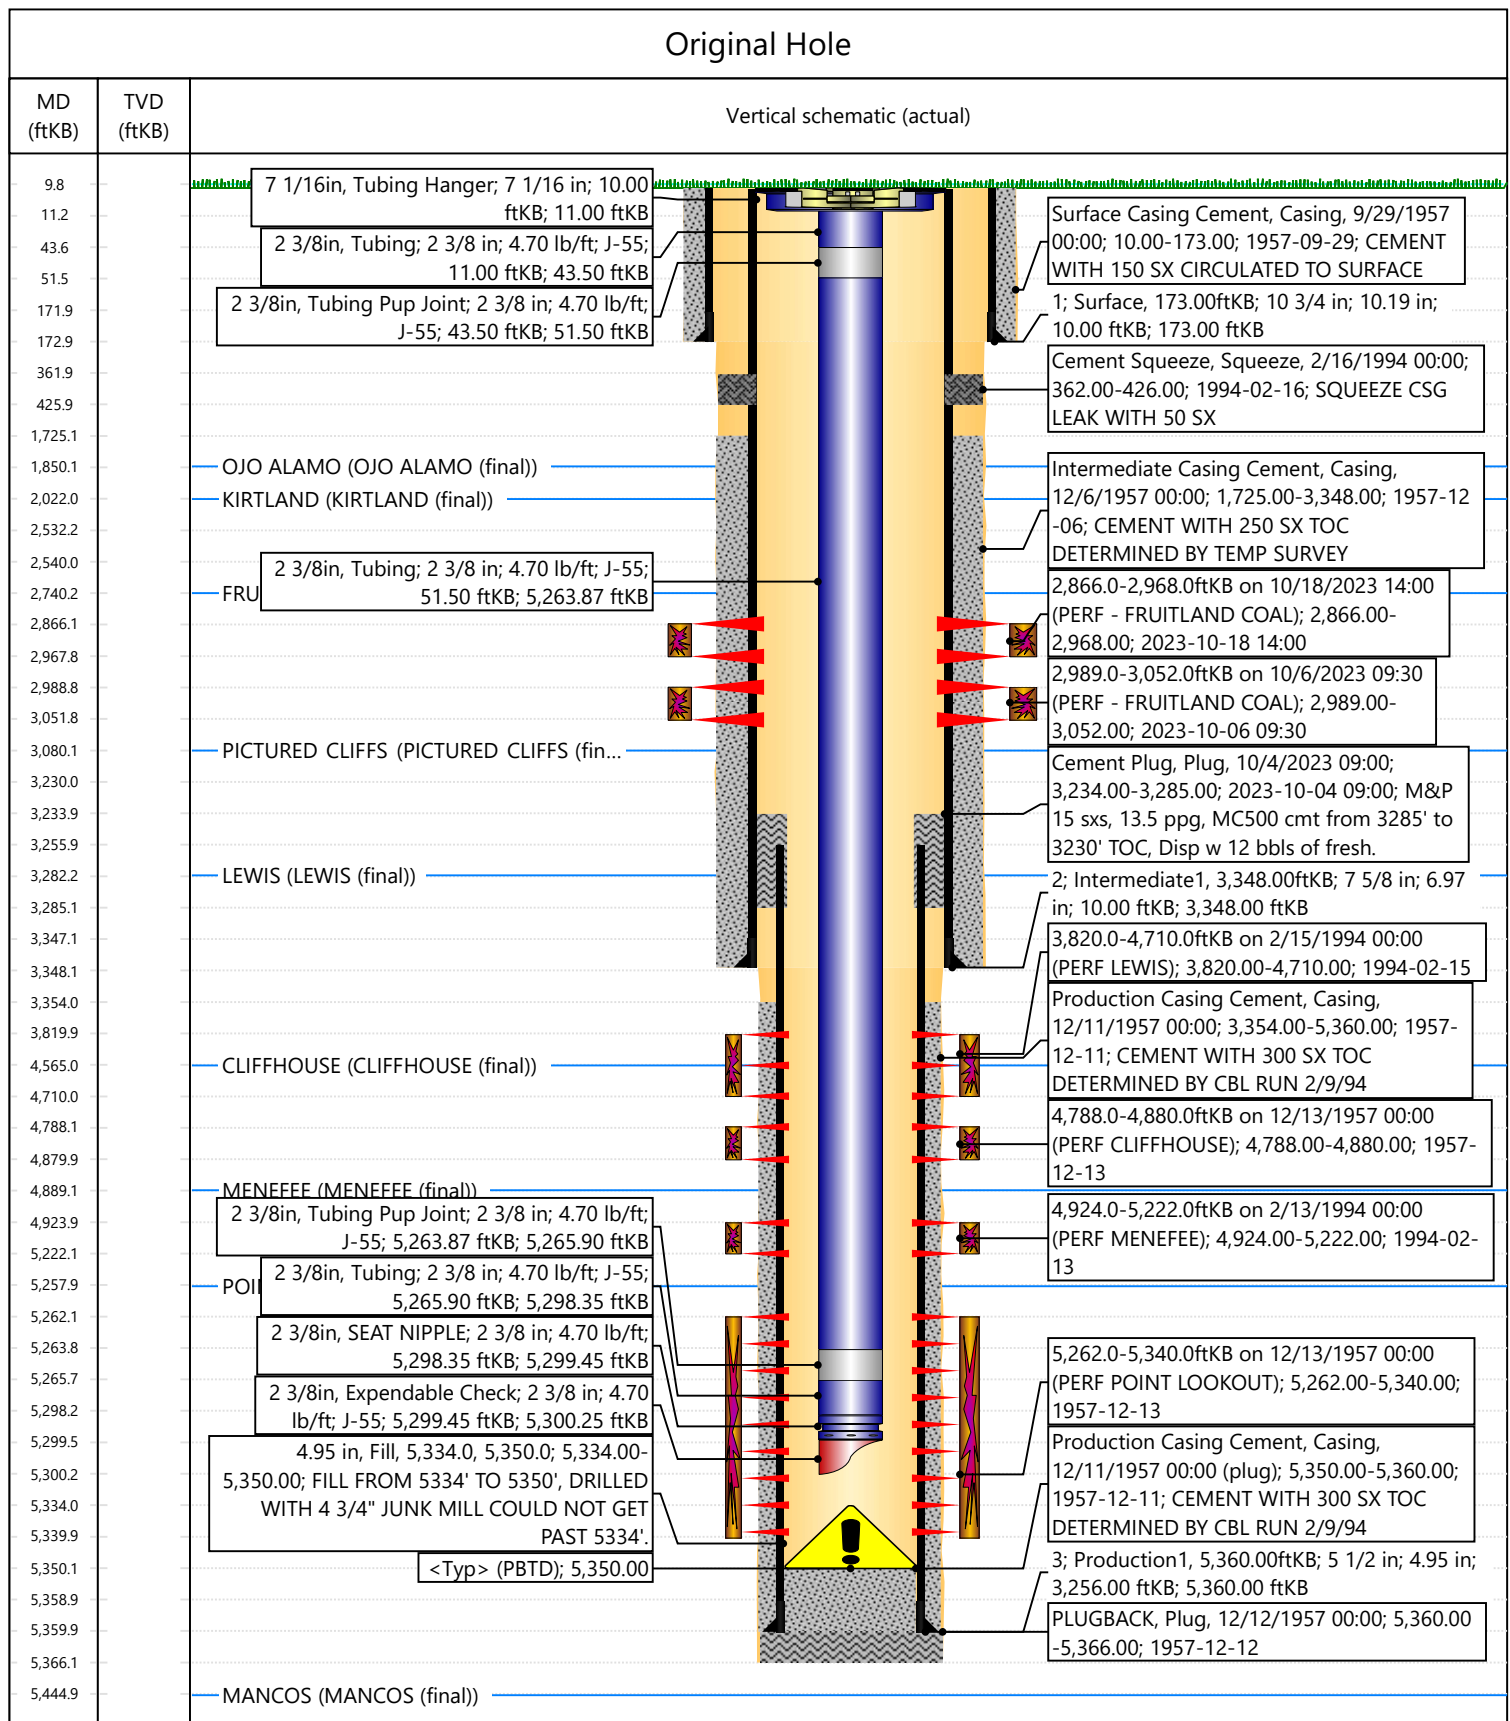 Original Hole
MD
(ftKB)
TVD
(ftKB)
Vertical schematic (actual)
9.8
11.2
43.6
51.5
171.9
172.9
361.9
425.9
1,725.1
1,850.1
2,022.0
2,532.2
2,540.0
2,740.2
2,866.1
2,967.8
2,988.8
3,051.8
3,080.1
3,230.0
3,233.9
3,255.9
3,282.2
3,285.1
3,347.1
3,348.1
3,354.0
3,819.9
4,565.0
4,710.0
4,788.1
4,879.9
4,889.1
4,923.9
5,222.1
5,257.9
5,262.1
5,263.8
5,265.7
5,298.2
5,299.5
5,300.2
5,334.0
5,339.9
5,350.1
5,358.9
5,359.9
5,366.1
5,444.9
7 1/16in, Tubing Hanger; 7 1/16 in; 10.00
ftKB; 11.00 ftKB
2 3/8in, Tubing; 2 3/8 in; 4.70 lb/ft; J-55;
11.00 ftKB; 43.50 ftKB
2 3/8in, Tubing Pup Joint; 2 3/8 in; 4.70 lb/ft;
J-55; 43.50 ftKB; 51.50 ftKB
OJO ALAMO (OJO ALAMO (final))
KIRTLAND (KIRTLAND (final))
2 3/8in, Tubing; 2 3/8 in; 4.70 lb/ft; J-55;
51.50 ftKB; 5,263.87 ftKB
FRU
PICTURED CLIFFS (PICTURED CLIFFS (fin...
LEWIS (LEWIS (final))
CLIFFHOUSE (CLIFFHOUSE (final))
MENEFEE (MENEFEE (final))
2 3/8in, Tubing Pup Joint; 2 3/8 in; 4.70 lb/ft;
J-55; 5,263.87 ftKB; 5,265.90 ftKB
POI
2 3/8in, Tubing; 2 3/8 in; 4.70 lb/ft; J-55;
5,265.90 ftKB; 5,298.35 ftKB
2 3/8in, SEAT NIPPLE; 2 3/8 in; 4.70 lb/ft;
5,298.35 ftKB; 5,299.45 ftKB
2 3/8in, Expendable Check; 2 3/8 in; 4.70
lb/ft; J-55; 5,299.45 ftKB; 5,300.25 ftKB
4.95 in, Fill, 5,334.0, 5,350.0; 5,334.00-
5,350.00; FILL FROM 5334' TO 5350', DRILLED
WITH 4 3/4" JUNK MILL COULD NOT GET
PAST 5334'.
<Typ> (PBTD); 5,350.00
MANCOS (MANCOS (final))
Surface Casing Cement, Casing, 9/29/1957
00:00; 10.00-173.00; 1957-09-29; CEMENT
WITH 150 SX CIRCULATED TO SURFACE
1; Surface, 173.00ftKB; 10 3/4 in; 10.19 in;
10.00 ftKB; 173.00 ftKB
Cement Squeeze, Squeeze, 2/16/1994 00:00;
362.00-426.00; 1994-02-16; SQUEEZE CSG
LEAK WITH 50 SX
Intermediate Casing Cement, Casing,
12/6/1957 00:00; 1,725.00-3,348.00; 1957-12
-06; CEMENT WITH 250 SX TOC
DETERMINED BY TEMP SURVEY
2,866.0-2,968.0ftKB on 10/18/2023 14:00
(PERF - FRUITLAND COAL); 2,866.00-
2,968.00; 2023-10-18 14:00
2,989.0-3,052.0ftKB on 10/6/2023 09:30
(PERF - FRUITLAND COAL); 2,989.00-
3,052.00; 2023-10-06 09:30
Cement Plug, Plug, 10/4/2023 09:00;
3,234.00-3,285.00; 2023-10-04 09:00; M&P
15 sxs, 13.5 ppg, MC500 cmt from 3285' to
3230' TOC, Disp w 12 bbls of fresh.
2; Intermediate1, 3,348.00ftKB; 7 5/8 in; 6.97
in; 10.00 ftKB; 3,348.00 ftKB
3,820.0-4,710.0ftKB on 2/15/1994 00:00
(PERF LEWIS); 3,820.00-4,710.00; 1994-02-15
Production Casing Cement, Casing,
12/11/1957 00:00; 3,354.00-5,360.00; 1957-
12-11; CEMENT WITH 300 SX TOC
DETERMINED BY CBL RUN 2/9/94
4,788.0-4,880.0ftKB on 12/13/1957 00:00
(PERF CLIFFHOUSE); 4,788.00-4,880.00; 1957-
12-13
4,924.0-5,222.0ftKB on 2/13/1994 00:00
(PERF MENEFEE); 4,924.00-5,222.00; 1994-02-
13
5,262.0-5,340.0ftKB on 12/13/1957 00:00
(PERF POINT LOOKOUT); 5,262.00-5,340.00;
1957-12-13
Production Casing Cement, Casing,
12/11/1957 00:00 (plug); 5,350.00-5,360.00;
1957-12-11; CEMENT WITH 300 SX TOC
DETERMINED BY CBL RUN 2/9/94
3; Production1, 5,360.00ftKB; 5 1/2 in; 4.95 in;
3,256.00 ftKB; 5,360.00 ftKB
PLUGBACK, Plug, 12/12/1957 00:00; 5,360.00
-5,366.00; 1957-12-12